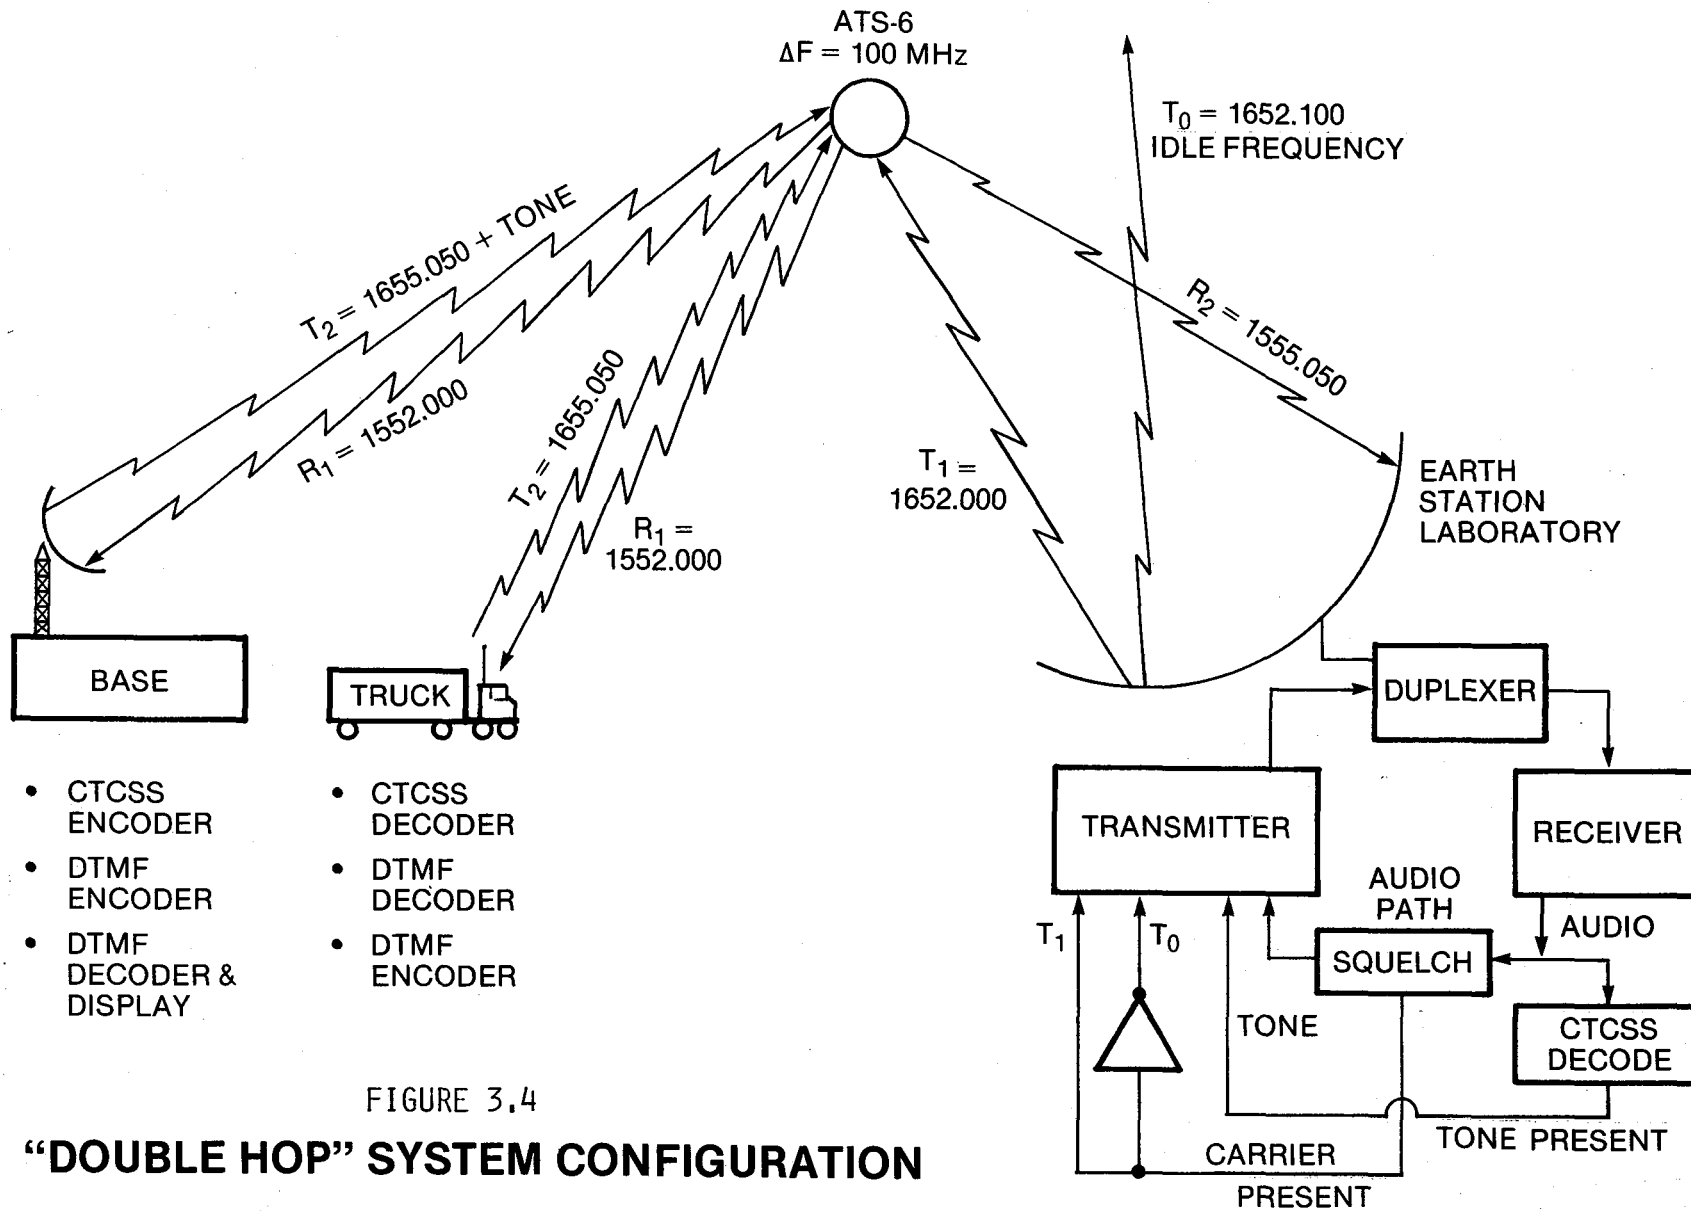 ATS-6
ΔF = 100 MHz
T₀ = 1652.100
IDLE FREQUENCY
T₂ = 1655.050 + TONE
R₁ = 1552.000
T₂ = 1655.050
R₁ =
1552.000
T₁ =
1652.000
R₂ = 1555.050
EARTH
STATION
LABORATORY
BASE
TRUCK
DUPLEXER
• CTCSS
ENCODER
• DTMF
ENCODER
• DTMF
DECODER &
DISPLAY
• CTCSS
DECODER
• DTMF
DECODER
• DTMF
ENCODER
TRANSMITTER
RECEIVER
AUDIO
PATH
AUDIO
T₁
T₀
SQUELCH
TONE
CTCSS
DECODE
TONE PRESENT
CARRIER
PRESENT
FIGURE 3.4
“DOUBLE HOP” SYSTEM CONFIGURATION